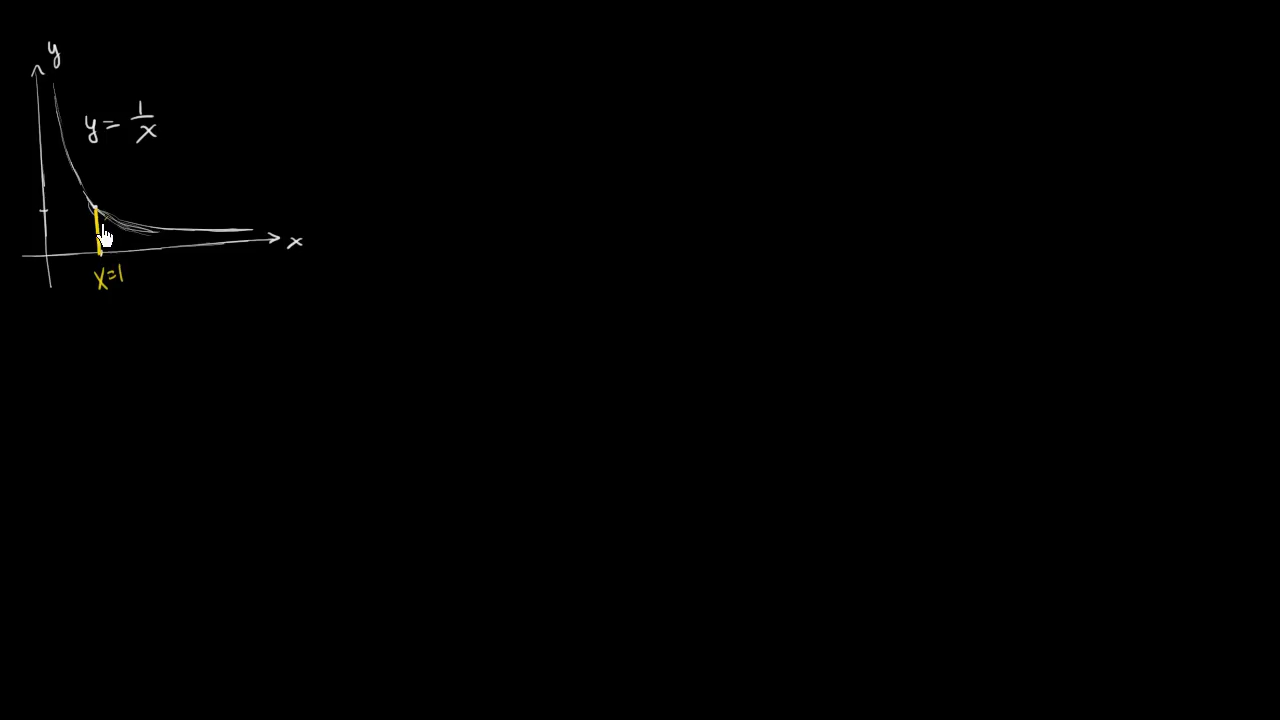 y
y = 1/x
x
x=1